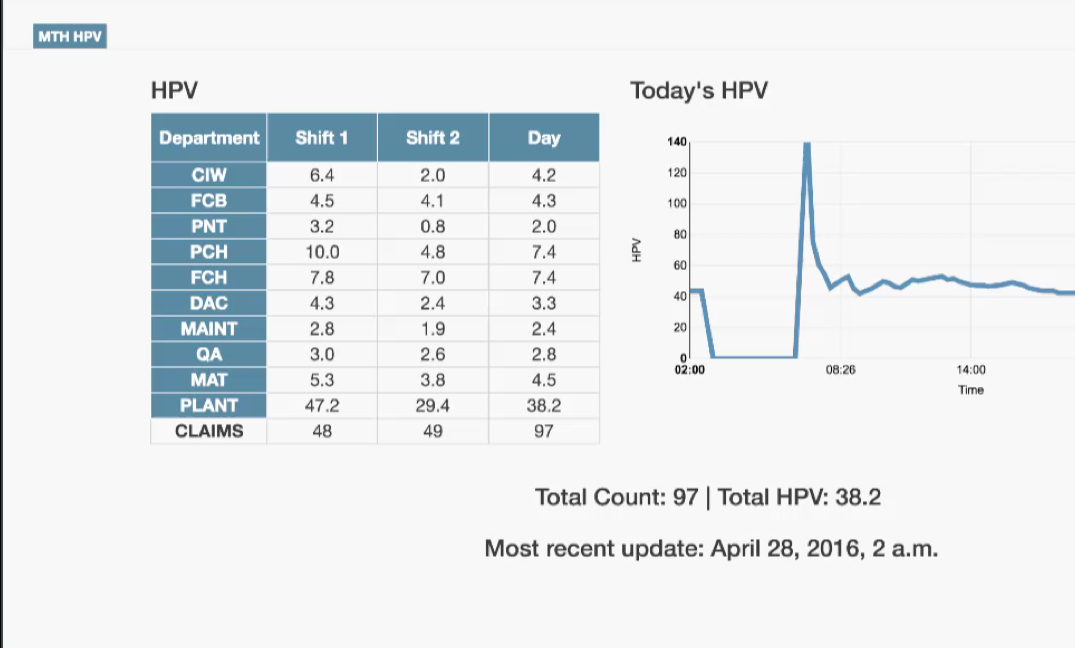 MTH HPV
HPV
Department Shift 1 Shift 2 Day
CIW 6.4 2.0 4.2
FCB 4.5 4.1 4.3
PNT 3.2 0.8 2.0
PCH 10.0 4.8 7.4
FCH 7.8 7.0 7.4
DAC 4.3 2.4 3.3
MAINT 2.8 1.9 2.4
QA 3.0 2.6 2.8
MAT 5.3 3.8 4.5
PLANT 47.2 29.4 38.2
CLAIMS 48 49 97
Today's HPV
140
120
100
80
60
40
20
0
HPV
02:00 08:26 14:00
Time
Total Count: 97 | Total HPV: 38.2
Most recent update: April 28, 2016, 2 a.m.